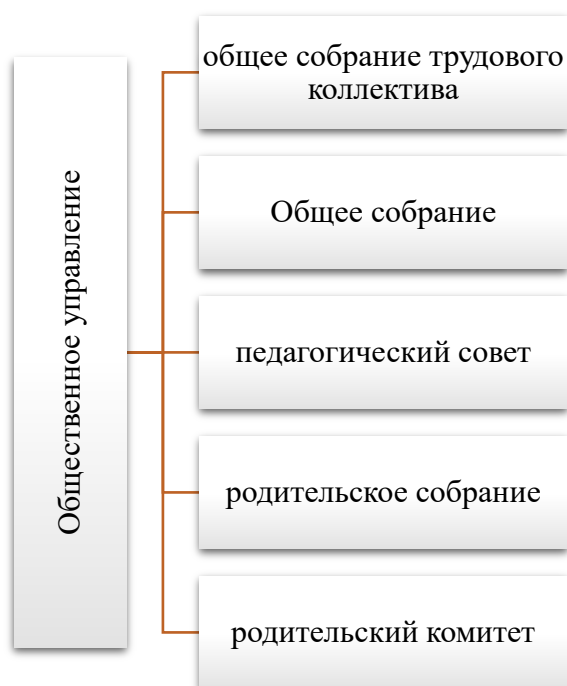 Общественное управление
общее собрание трудового
коллектива
Общее собрание
педагогический совет
родительское собрание
родительский комитет